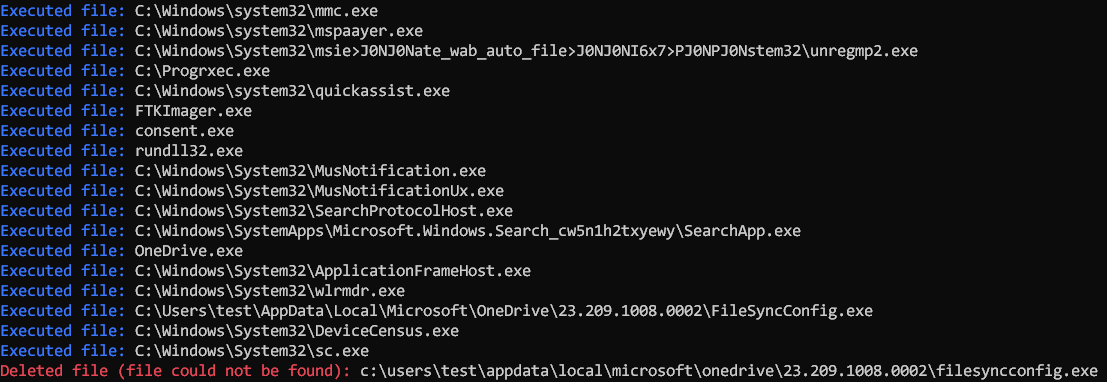 Executed file: C:\Windows\system32\mmc.exe
Executed file: C:\Windows\system32\mspaayer.exe
Executed file: C:\Windows\system32\msie>J0NJ0Nate_wab_auto_file>J0NJ0NI6x7>PJ0NPJ0Nstem32\unregmp2.exe
Executed file: C:\Progrxec.exe
Executed file: C:\Windows\system32\quickassist.exe
Executed file: FTKImager.exe
Executed file: consent.exe
Executed file: rundll32.exe
Executed file: C:\Windows\System32\MusNotification.exe
Executed file: C:\Windows\System32\MusNotificationUx.exe
Executed file: C:\Windows\System32\SearchProtocolHost.exe
Executed file: C:\Windows\SystemApps\Microsoft.Windows.Search_cw5n1h2txyewy\SearchApp.exe
Executed file: OneDrive.exe
Executed file: C:\Windows\System32\ApplicationFrameHost.exe
Executed file: C:\Windows\System32\wlrmdr.exe
Executed file: C:\Users\test\AppData\Local\Microsoft\OneDrive\23.209.1008.0002\FileSyncConfig.exe
Executed file: C:\Windows\System32\DeviceCensus.exe
Executed file: C:\Windows\System32\sc.exe
Deleted file (file could not be found): c:\users\test\appdata\local\microsoft\onedrive\23.209.1008.0002\filesyncconfig.exe